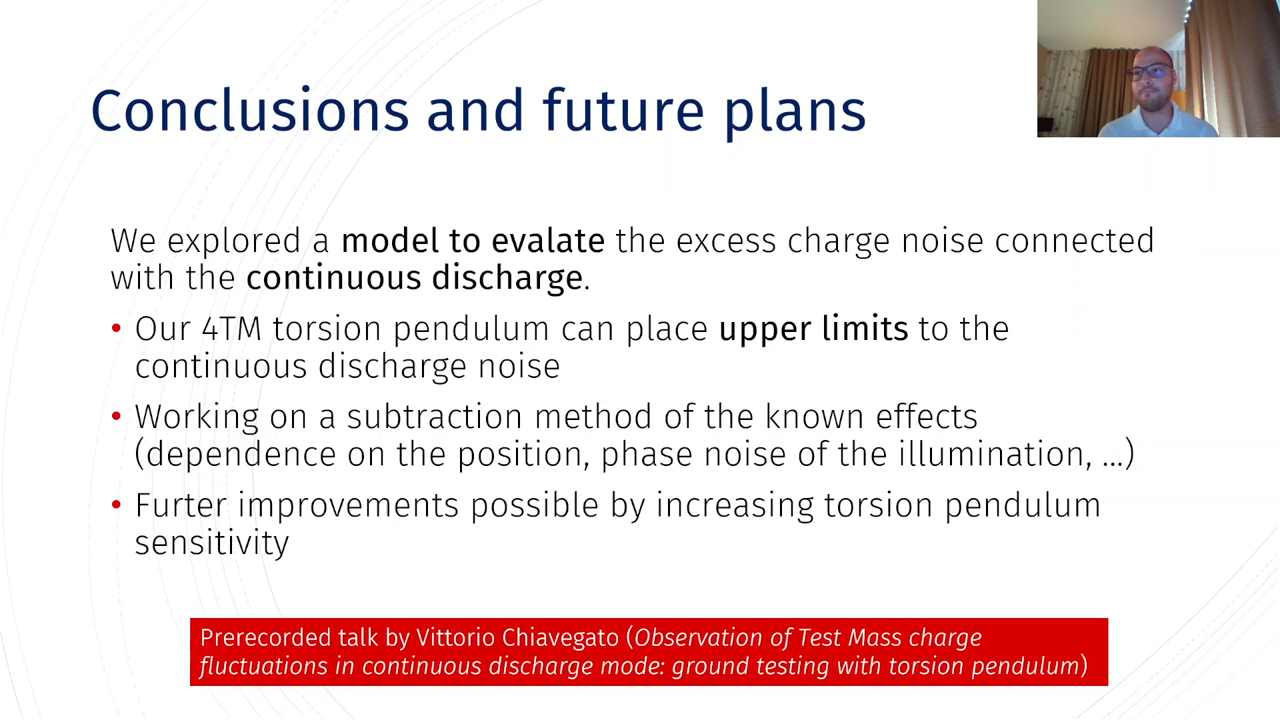 Conclusions and future plans
We explored a model to evalate the excess charge noise connected
with the continuous discharge.
• Our 4TM torsion pendulum can place upper limits to the
continuous discharge noise
• Working on a subtraction method of the known effects
(dependence on the position, phase noise of the illumination, ...)
• Furter improvements possible by increasing torsion pendulum
sensitivity
Prerecorded talk by Vittorio Chiavegato (Observation of Test Mass charge
fluctuations in continuous discharge mode: ground testing with torsion pendulum)